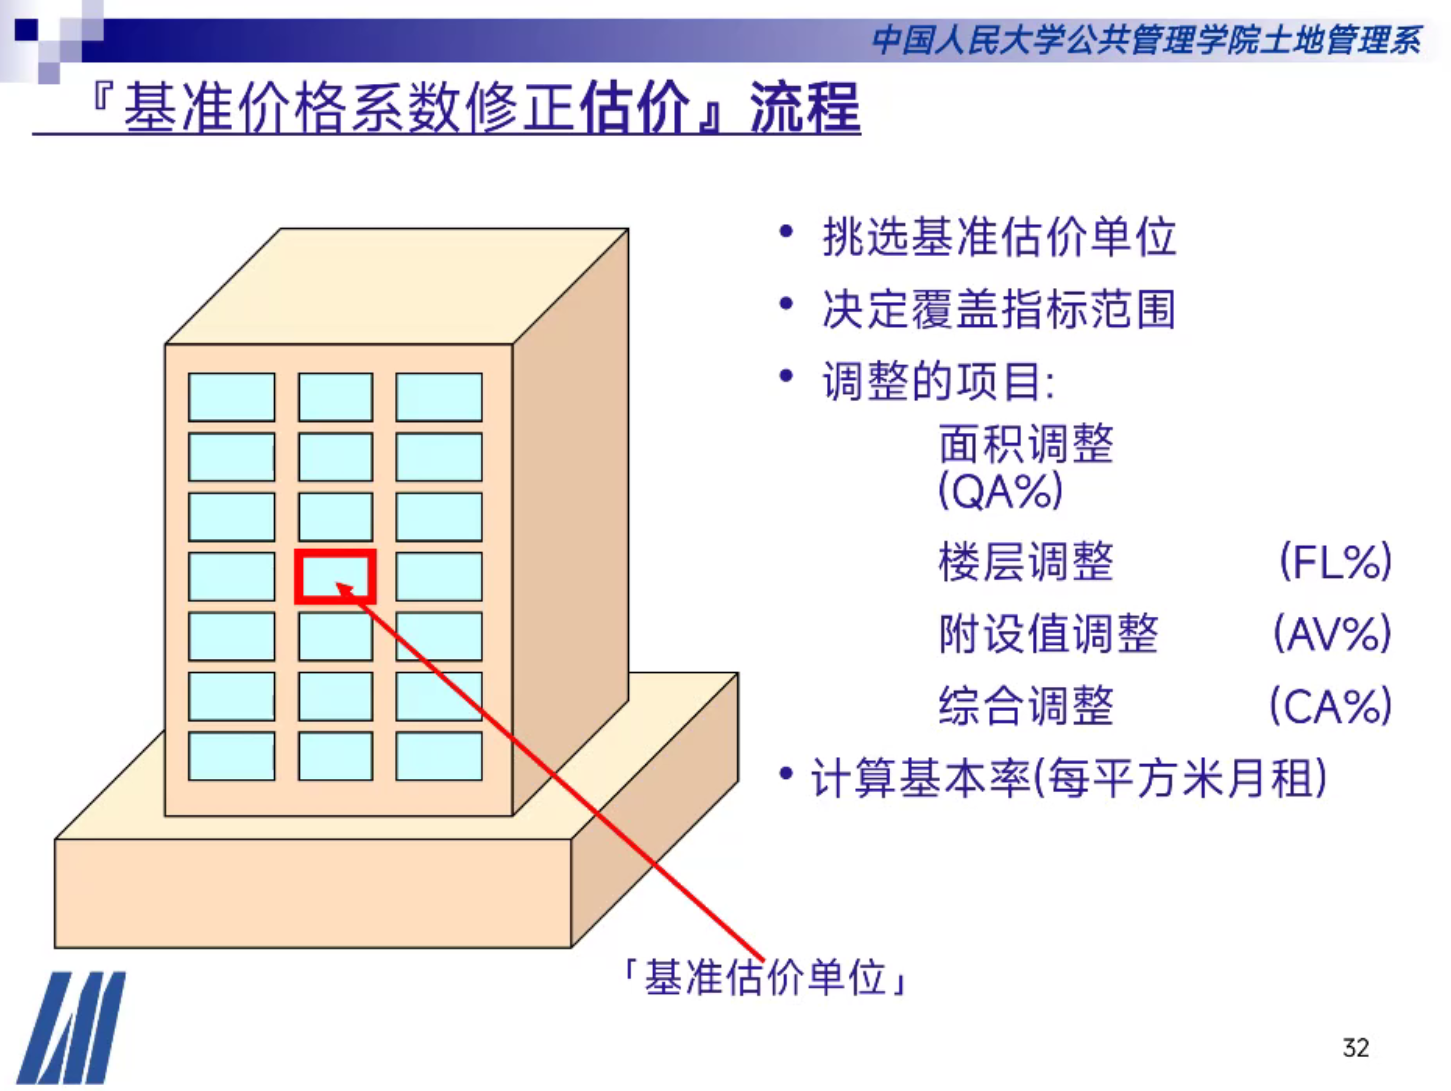 中国人民大学公共管理学院土地管理系
『基准价格系数修正估价』流程
• 挑选基准估价单位
• 决定覆盖指标范围
• 调整的项目:
面积调整
(QA%)
楼层调整 (FL%)
附设值调整 (AV%)
综合调整 (CA%)
• 计算基本率(每平方米月租)
「基准估价单位」
32